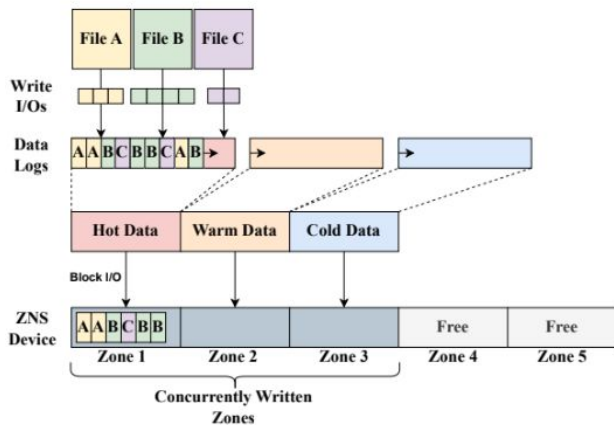 File A File B File C
Write
I/Os
Data
Logs
A A B C B B C A B
Hot Data Warm Data Cold Data
Block I/O
ZNS
Device
A A B C B B
Free Free
Zone 1 Zone 2 Zone 3 Zone 4 Zone 5
Concurrently Written
Zones